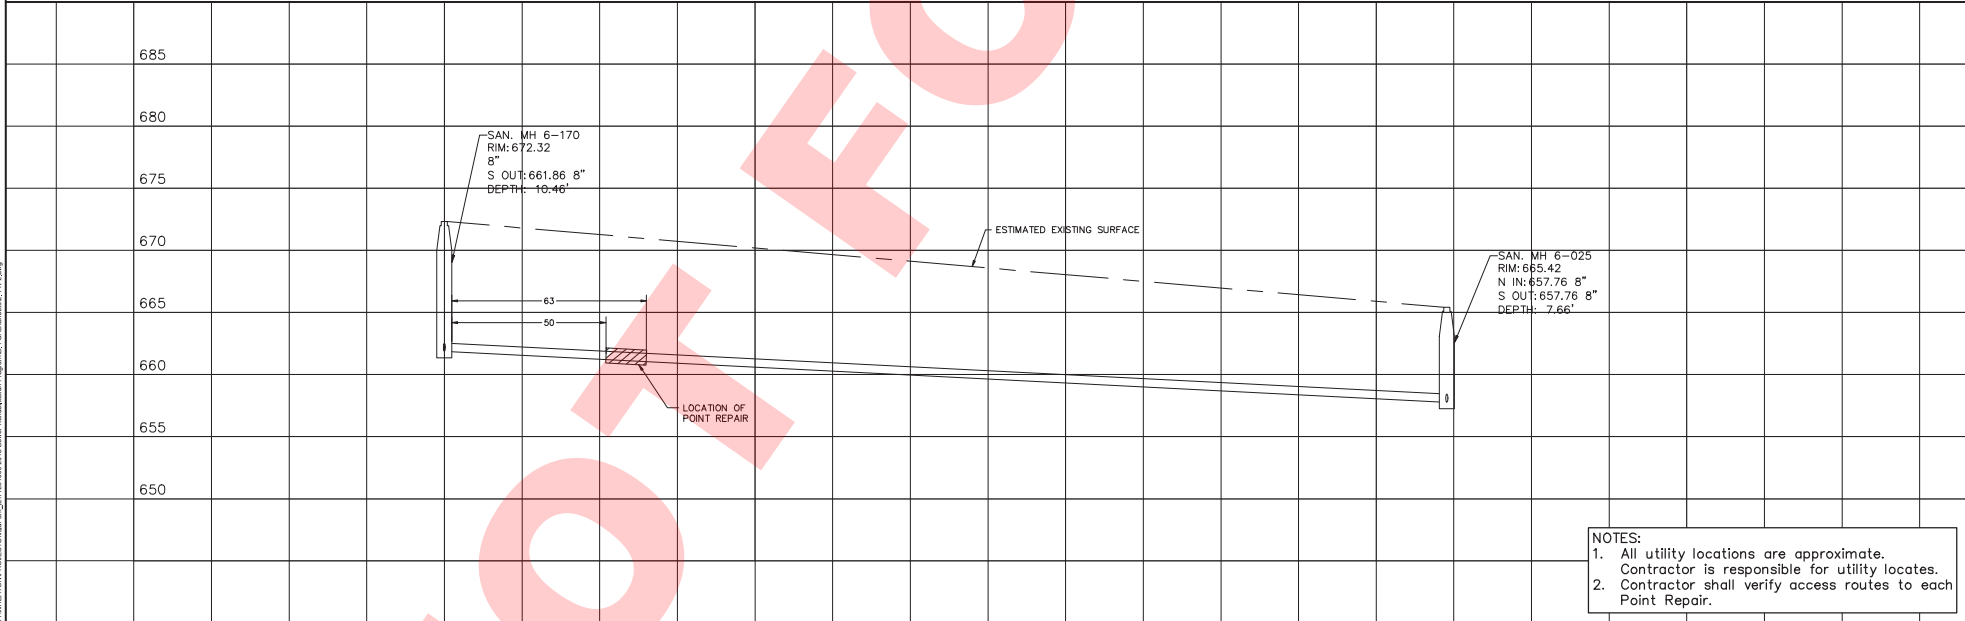 685
680
675
670
665
660
655
650
SAN. MH 6-170
RIM:672.32
8"
S OUT:661.86 8"
DEPTH: 10.46'
ESTIMATED EXISTING SURFACE
SAN. MH 6-025
RIM:665.42
N IN:657.76 8"
S OUT:657.76 8"
DEPTH: 7.66'
63
50
LOCATION OF
POINT REPAIR
NOT FO
NOTES:
1. All utility locations are approximate.
Contractor is responsible for utility locates.
2. Contractor shall verify access routes to each
Point Repair.